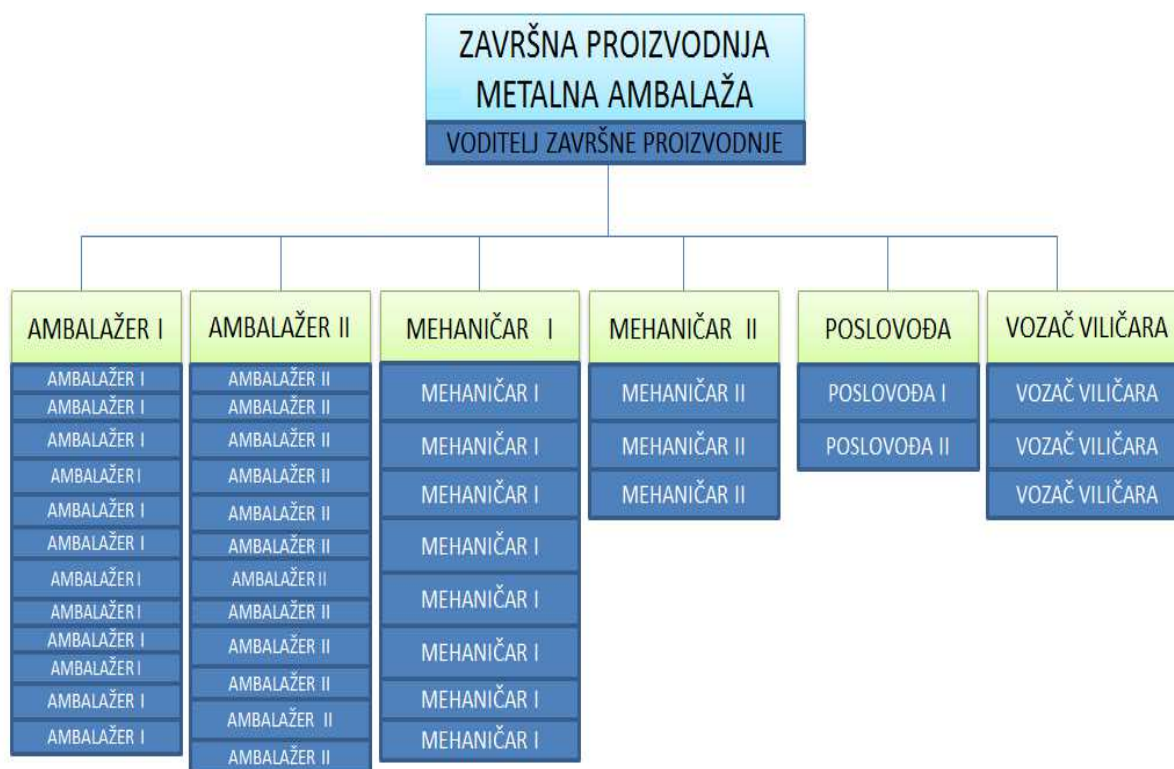 ZAVRŠNA PROIZVODNJA
METALNA AMBALAŽA
VODITELJ ZAVRŠNE PROIZVODNJE
AMBALAŽER I
AMBALAŽER I
AMBALAŽER I
AMBALAŽER I
AMBALAŽER I
AMBALAŽER I
AMBALAŽER I
AMBALAŽER I
AMBALAŽER I
AMBALAŽER I
AMBALAŽER I
AMBALAŽER I
AMBALAŽER I
AMBALAŽER II
AMBALAŽER II
AMBALAŽER II
AMBALAŽER II
AMBALAŽER II
AMBALAŽER II
AMBALAŽER II
AMBALAŽER II
AMBALAŽER II
AMBALAŽER II
AMBALAŽER II
AMBALAŽER II
AMBALAŽER II
MEHANIČAR I
MEHANIČAR I
MEHANIČAR I
MEHANIČAR I
MEHANIČAR I
MEHANIČAR I
MEHANIČAR I
MEHANIČAR I
MEHANIČAR I
MEHANIČAR II
MEHANIČAR II
MEHANIČAR II
MEHANIČAR II
POSLOVOĐA
POSLOVOĐA I
POSLOVOĐA II
VOZAČ VILIČARA
VOZAČ VILIČARA
VOZAČ VILIČARA
VOZAČ VILIČARA